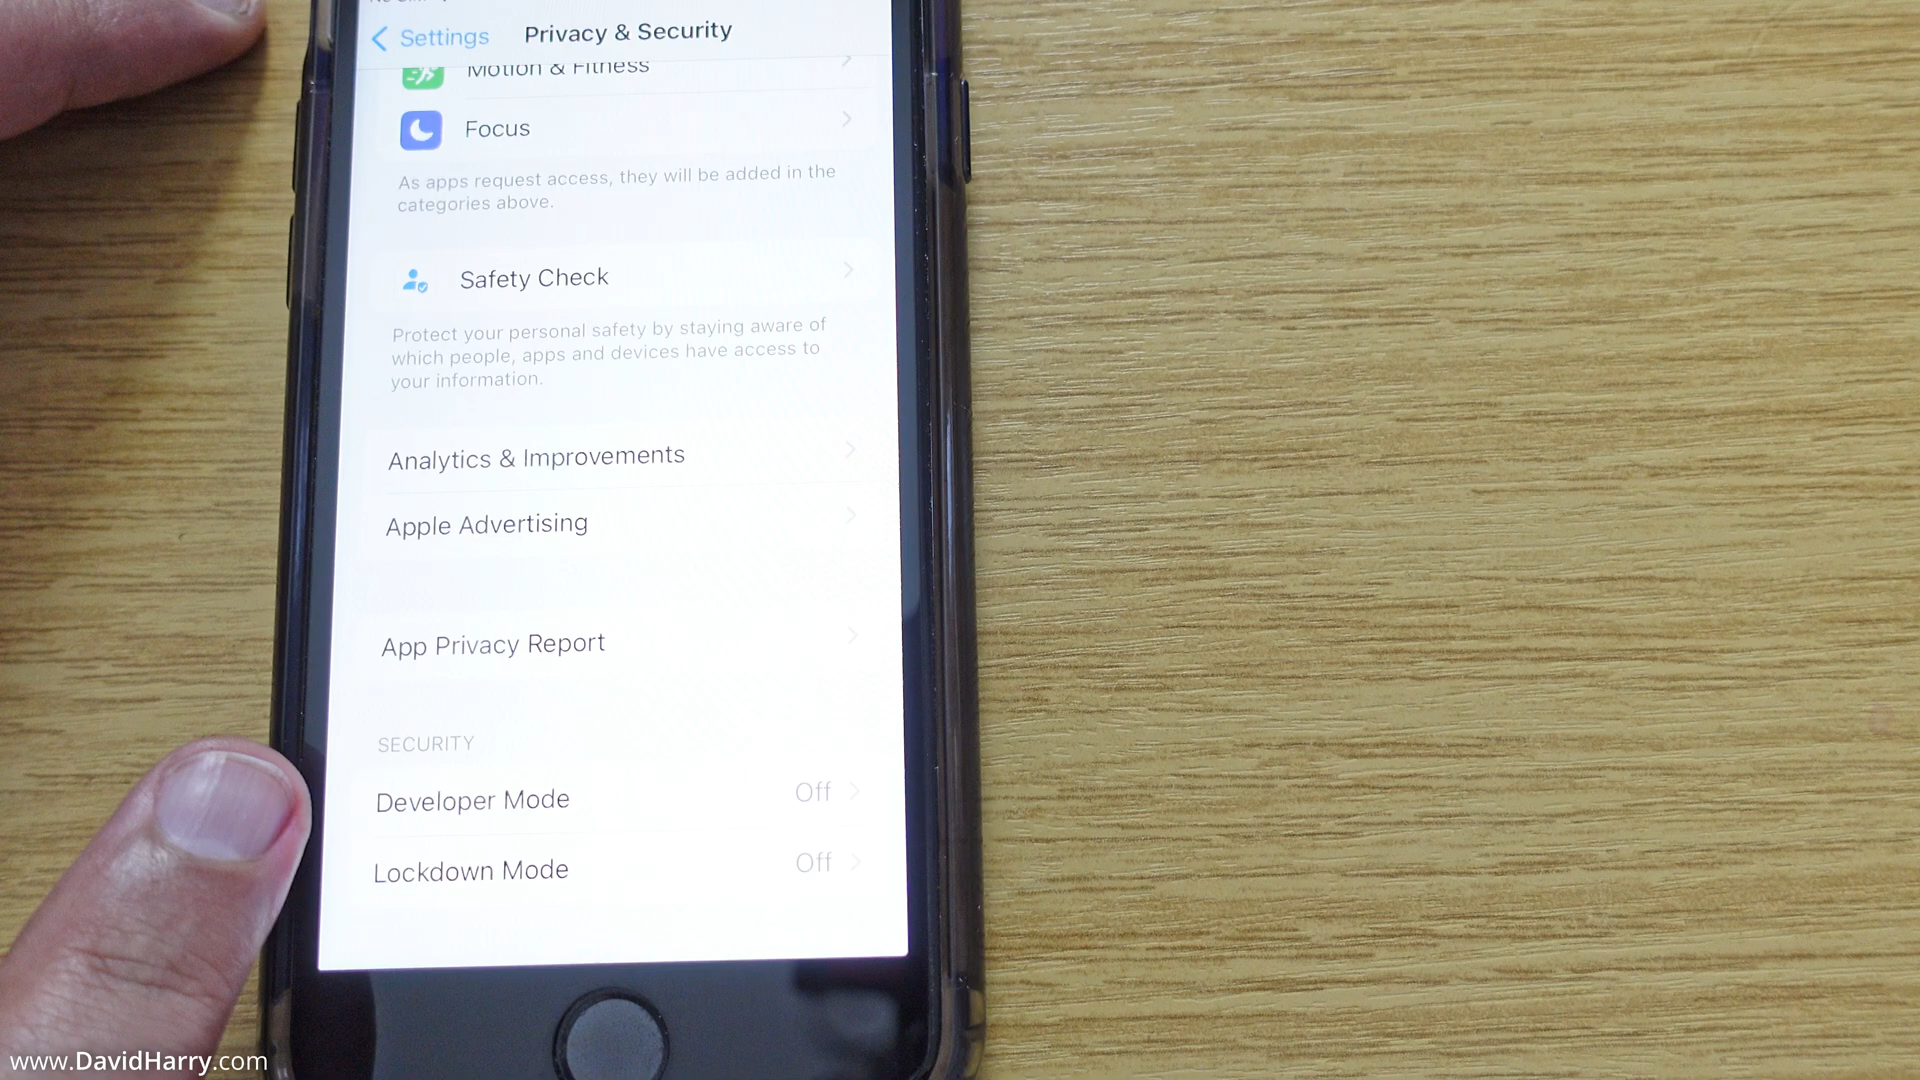 Settings
Privacy & Security
Motion & Fitness
Focus
As apps request access, they will be added in the
categories above.
Safety Check
Protect your personal safety by staying aware of
which people, apps and devices have access to
your information.
Analytics & Improvements
Apple Advertising
App Privacy Report
SECURITY
Developer Mode Off
Lockdown Mode Off
www.DavidHarry.com